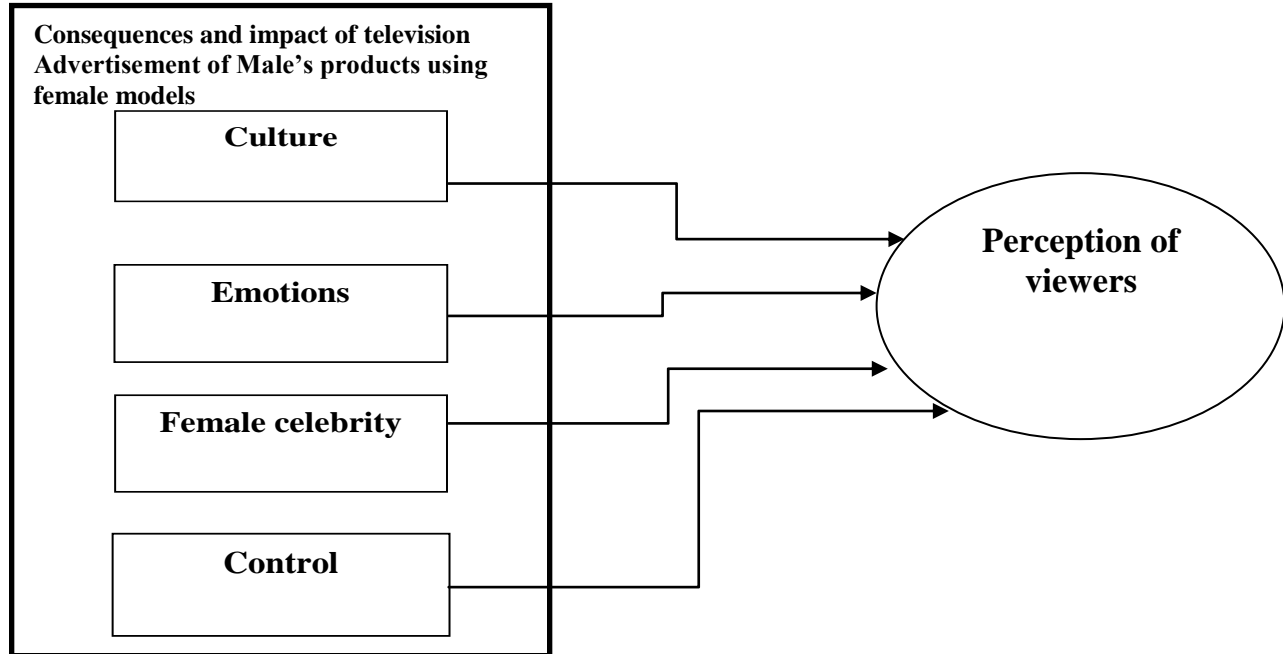 Consequences and impact of television
Advertisement of Male’s products using
female models
Culture
Emotions
Female celebrity
Control
Perception of
viewers